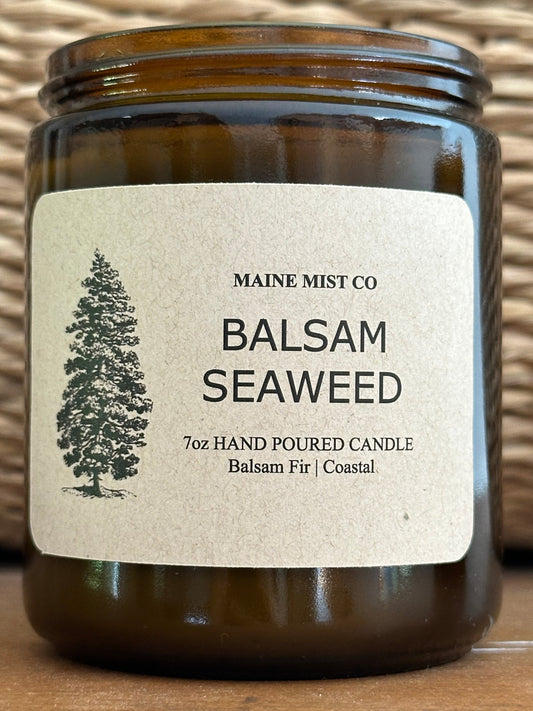 MAINE MIST CO
BALSAM
SEAWEED
7oz HAND POURED CANDLE
Balsam Fir | Coastal